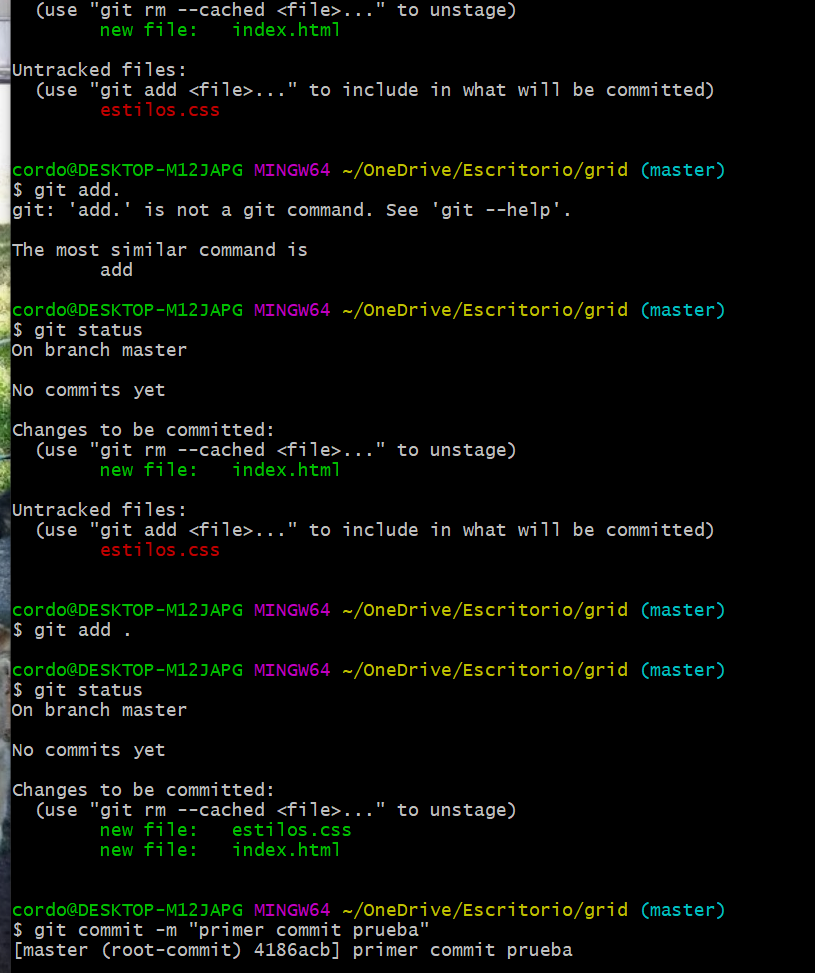 (use "git rm --cached <file>..." to unstage)
new file:   index.html
Untracked files:
(use "git add <file>..." to include in what will be committed)
estilos.css
cordo@DESKTOP-M12JAPG MINGW64 ~/OneDrive/Escritorio/grid (master)
$ git add.
git: 'add.' is not a git command. See 'git --help'.
The most similar command is
add
cordo@DESKTOP-M12JAPG MINGW64 ~/OneDrive/Escritorio/grid (master)
$ git status
On branch master
No commits yet
Changes to be committed:
(use "git rm --cached <file>..." to unstage)
new file:   index.html
Untracked files:
(use "git add <file>..." to include in what will be committed)
estilos.css
cordo@DESKTOP-M12JAPG MINGW64 ~/OneDrive/Escritorio/grid (master)
$ git add .
cordo@DESKTOP-M12JAPG MINGW64 ~/OneDrive/Escritorio/grid (master)
$ git status
On branch master
No commits yet
Changes to be committed:
(use "git rm --cached <file>..." to unstage)
new file:   estilos.css
new file:   index.html
cordo@DESKTOP-M12JAPG MINGW64 ~/OneDrive/Escritorio/grid (master)
$ git commit -m "primer commit prueba"
[master (root-commit) 4186acb] primer commit prueba